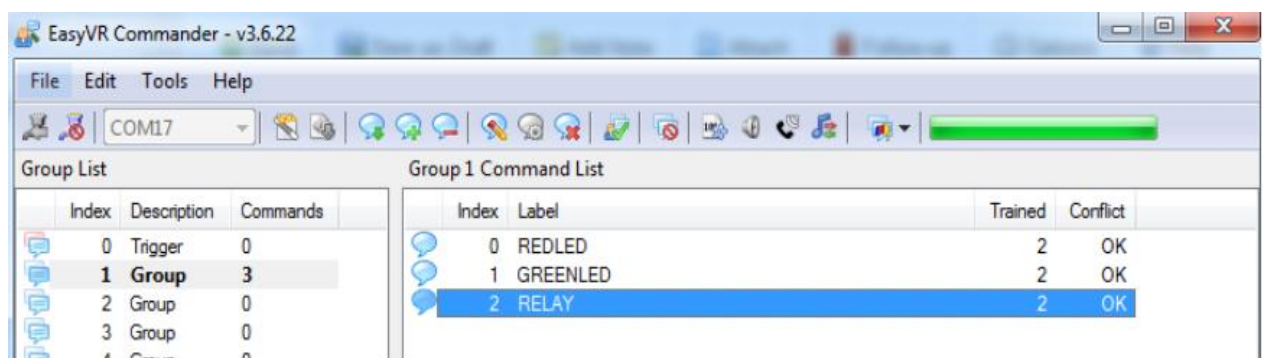 EasyVR Commander - v3.6.22
File Edit Tools Help
COM17
Group List
Index Description Commands
0 Trigger 0
1 Group 3
2 Group 0
3 Group 0
Group 1 Command List
Index Label Trained Conflict
0 REDLED 2 OK
1 GREENLED 2 OK
2 RELAY 2 OK